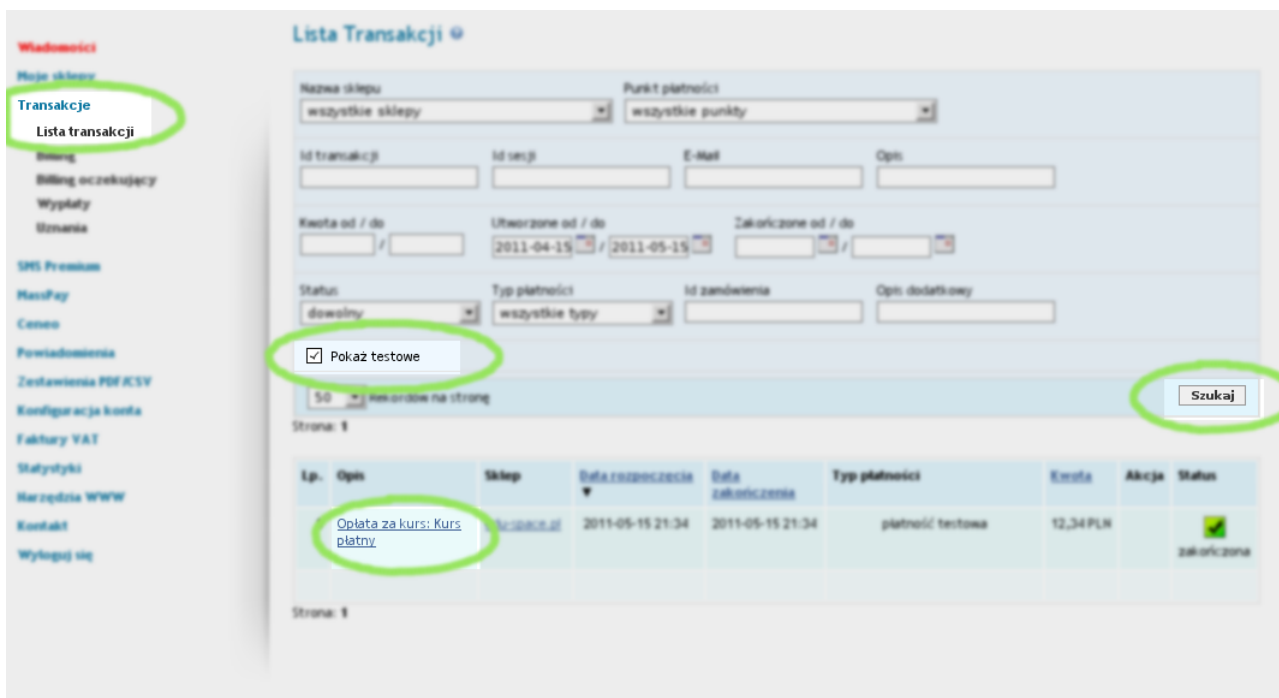 Lista Transakcji
Wiadomości
Moje sklepy
Transakcje
Lista transakcji
Billing
Billing oczekujący
Wypłaty
Uznania
SMS Premium
MassPay
Ceneo
Powiadomienia
Zestawienia PDF/CSV
Konfiguracja konta
Faktury VAT
Statystyki
Narzędzia WWW
Kontakt
Wyloguj się
Nazwa sklepu Punkt płatności
wszystkie sklepy wszystkie punkty
Id transakcji Id sesji E-Mail Opis
Kwota od / do Utworzone od / do Zakończone od / do
/ 2011-04-15 / 2011-05-15 /
Status Typ płatności Id zamówienia Opis dodatkowy
dowolny wszystkie typy
Pokaż testowe
50 Rekordów na stronę Szukaj
Strona: 1
Lp. Opis Sklep Data rozpoczęcia ▼ Data zakończenia Typ płatności Kwota Akcja Status
Opłata za kurs: Kurs edu-space.pl 2011-05-15 21:34 2011-05-15 21:34 płatność testowa 12,34 PLN
płatny
zakończona
Strona: 1